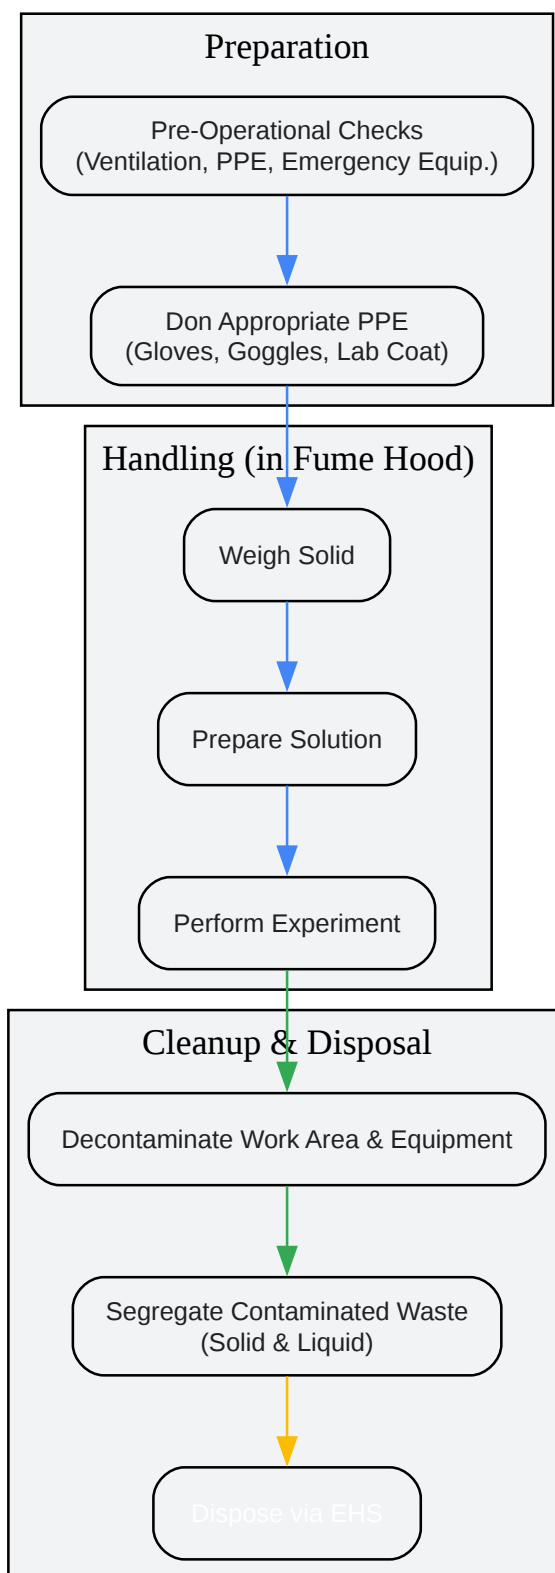 Preparation
Pre-Operational Checks
(Ventilation, PPE, Emergency Equip.)
Don Appropriate PPE
(Gloves, Goggles, Lab Coat)
Handling (in Fume Hood)
Weigh Solid
Prepare Solution
Perform Experiment
Cleanup & Disposal
Decontaminate Work Area & Equipment
Segregate Contaminated Waste
(Solid & Liquid)
Dispose via EHS